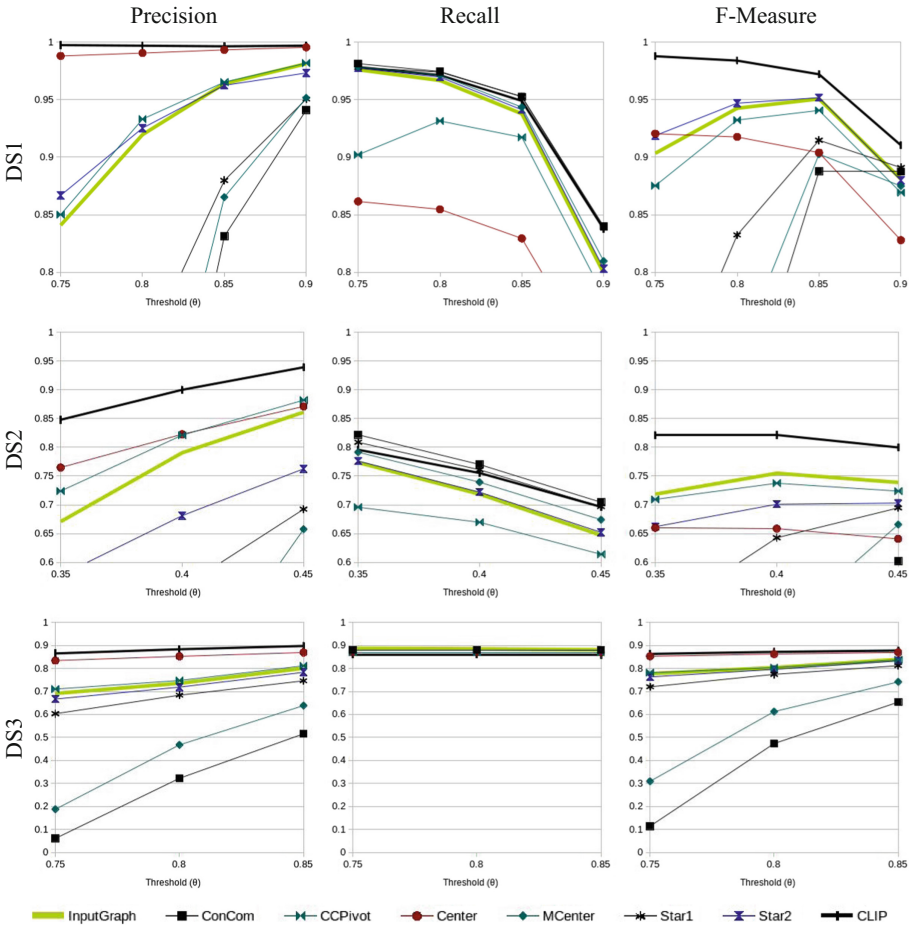 Precision Recall F-Measure
DS1
1 0.95 0.9 0.85 0.8
0.75 0.8 0.85 0.9
Threshold (θ)
1 0.95 0.9 0.85 0.8
0.75 0.8 0.85 0.9
Threshold (θ)
1 0.95 0.9 0.85 0.8
0.75 0.8 0.85 0.9
Threshold (θ)
DS2
1 0.95 0.9 0.85 0.8 0.75 0.7 0.65 0.6
0.35 0.4 0.45
Threshold (θ)
1 0.95 0.9 0.85 0.8 0.75 0.7 0.65 0.6
0.35 0.4 0.45
Threshold (θ)
1 0.95 0.9 0.85 0.8 0.75 0.7 0.65 0.6
0.35 0.4 0.45
Threshold (θ)
DS3
1 0.9 0.8 0.7 0.6 0.5 0.4 0.3 0.2 0.1 0
0.75 0.8 0.85
Threshold (θ)
1 0.9 0.8 0.7 0.6 0.5 0.4 0.3 0.2 0.1 0
0.75 0.8 0.85
Threshold (θ)
1 0.9 0.8 0.7 0.6 0.5 0.4 0.3 0.2 0.1 0
0.75 0.8 0.85
Threshold (θ)
InputGraph ConCom CCPivot Center MCenter Star1 Star2 CLIP